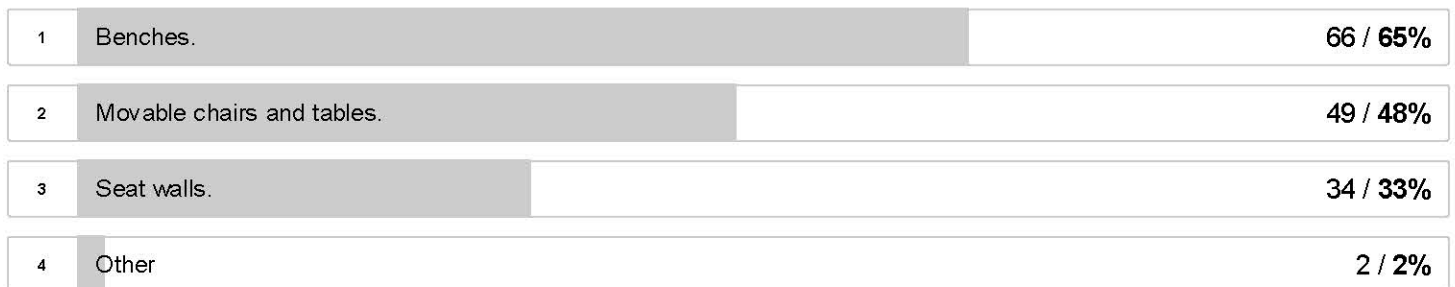 1 Benches. 66 / 65%
2 Movable chairs and tables. 49 / 48%
3 Seat walls. 34 / 33%
4 Other 2 / 2%